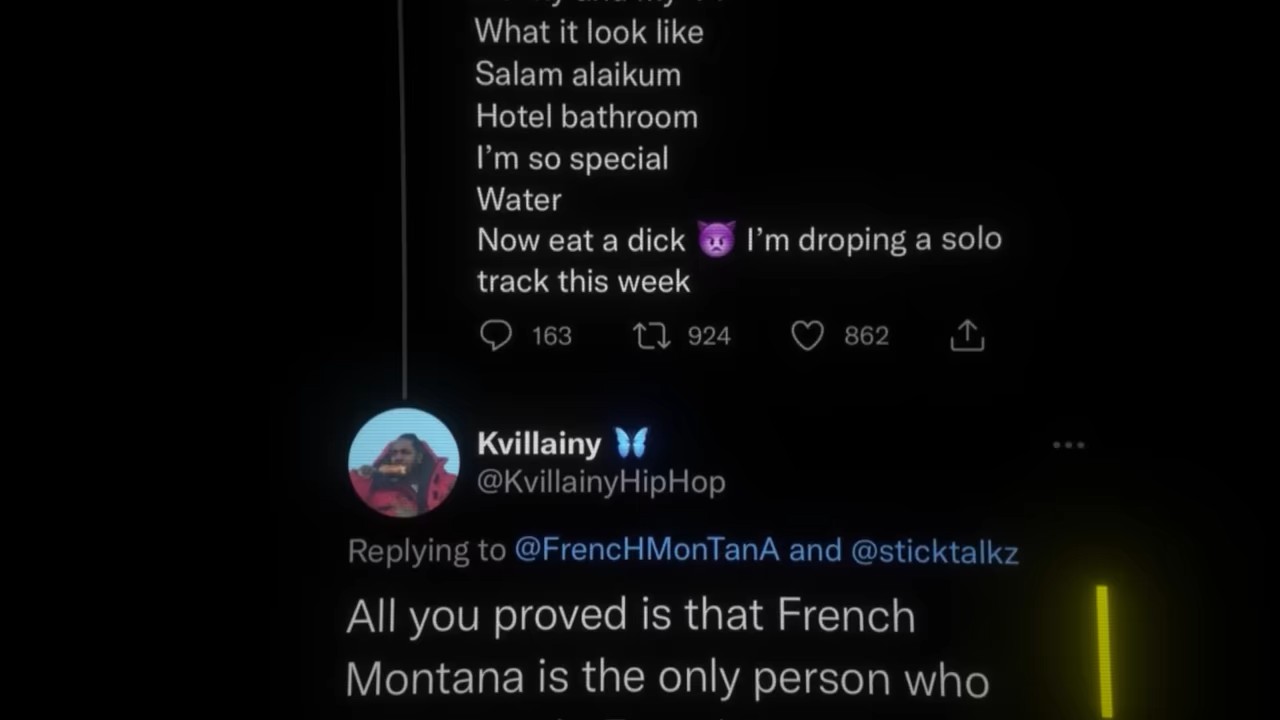 What it look like
Salam alaikum
Hotel bathroom
I’m so special
Water
Now eat a dick 👿 I’m droping a solo
track this week
163 924 862
Kvillainy 🦋
@KvillainyHipHop
Replying to @FrencHMonTanA and @sticktalkz
All you proved is that French
Montana is the only person who